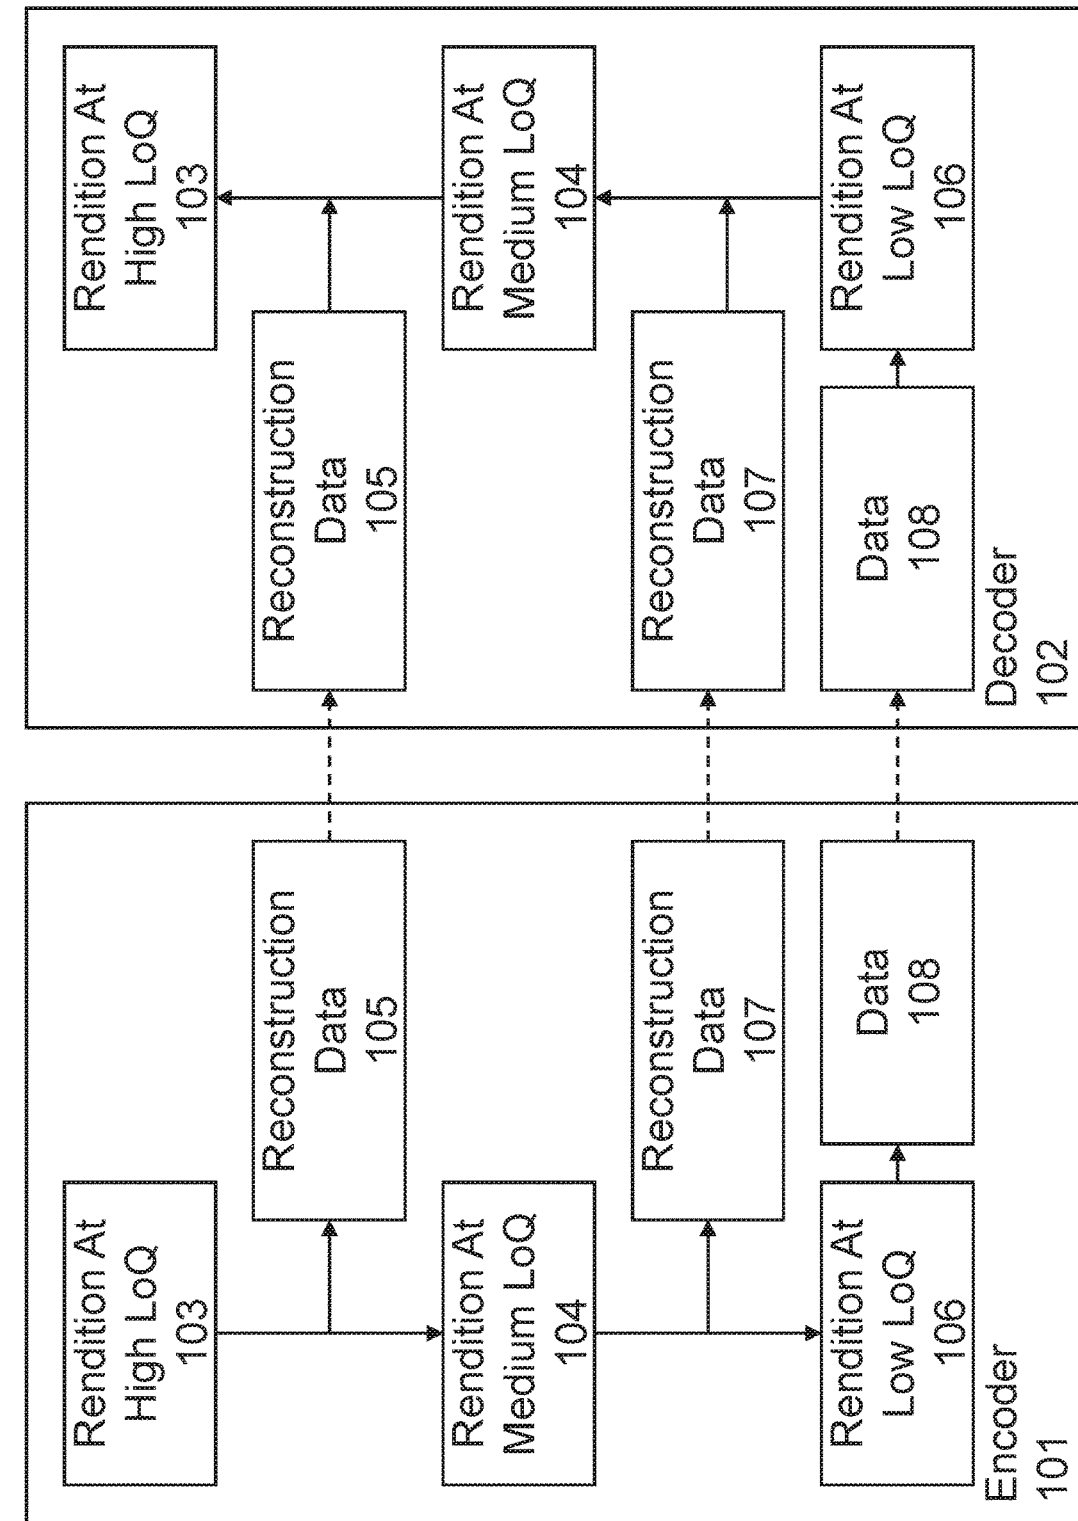 Rendition At
High LoQ
103
Reconstruction
Data
105
Rendition At
Medium LoQ
104
Reconstruction
Data
107
Rendition At
Low LoQ
106
Data
108
Encoder
101
Rendition At
High LoQ
103
Reconstruction
Data
105
Rendition At
Medium LoQ
104
Reconstruction
Data
107
Rendition At
Low LoQ
106
Data
108
Decoder
102